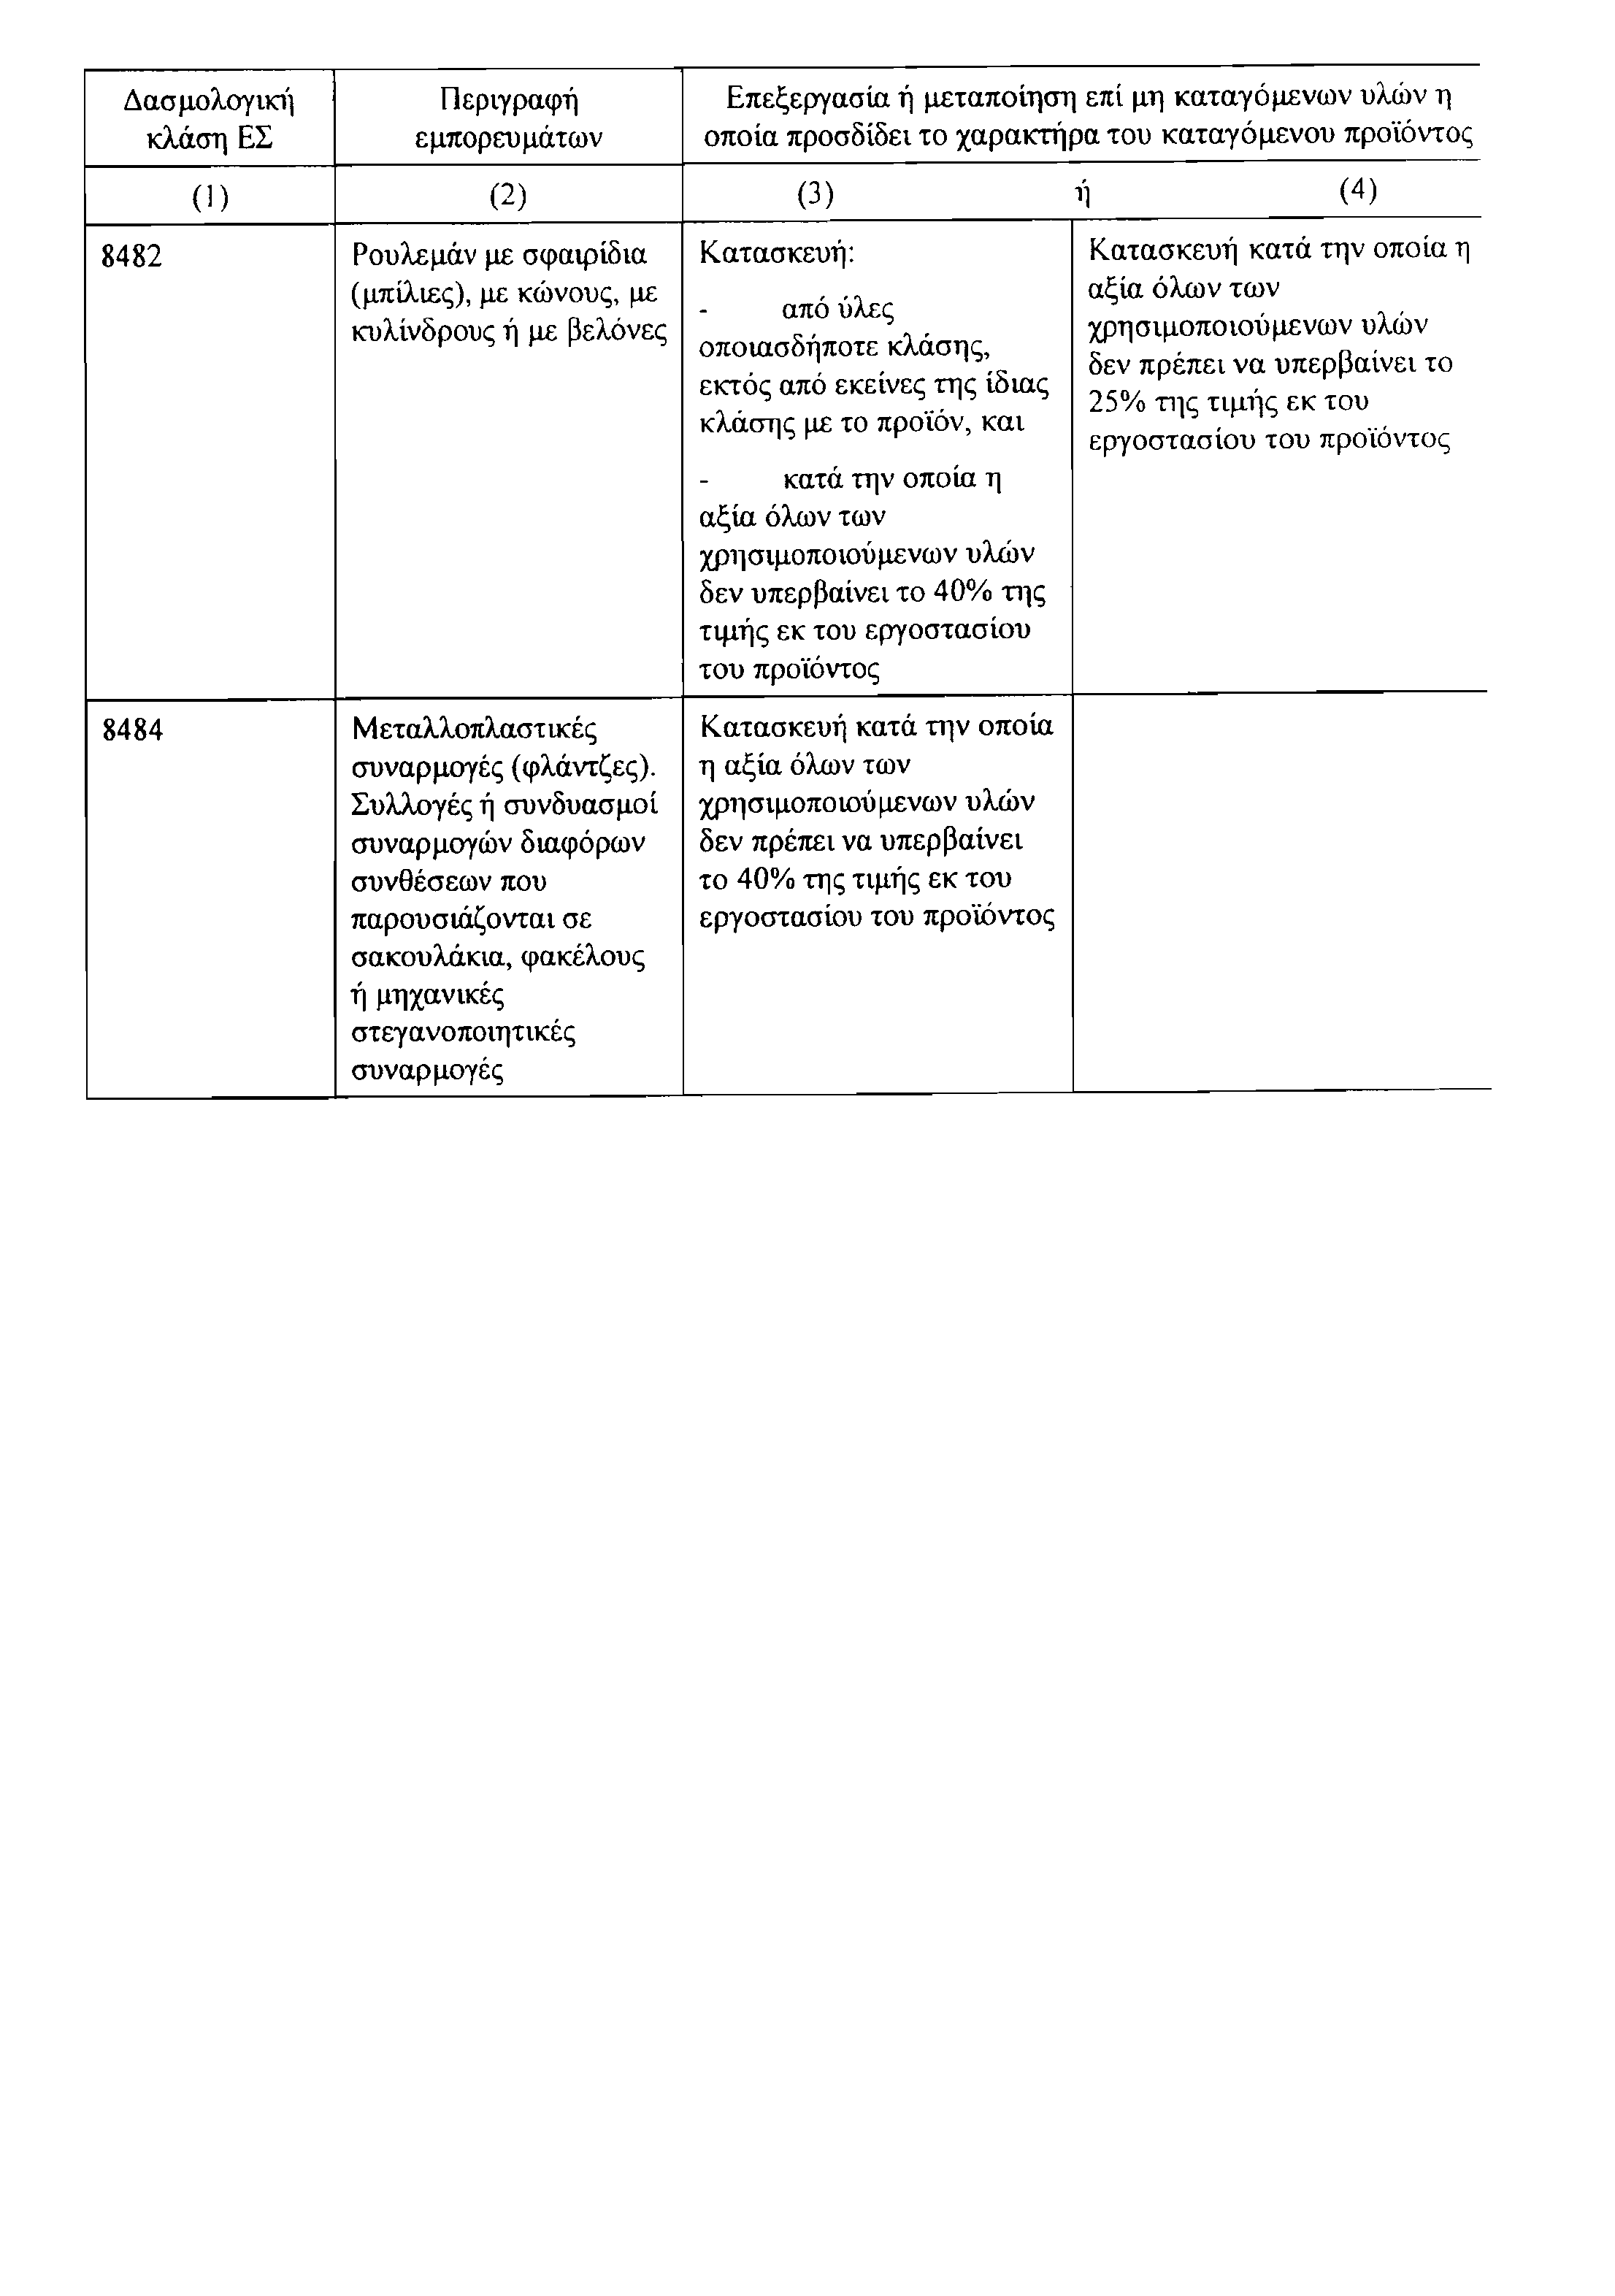 Δασμολογική
κλάση ΕΣ
Περιγραφή
εμπορευμάτων
Επεξεργασία ή μεταποίηση επί μη καταγόμενων υλών η
οποία προσδίδει το χαρακτήρα του καταγόμενου προϊόντος
(1)
(2)
(3) ή (4)
8482
Ρουλεμάν με σφαιρίδια
(μπίλιες), με κώνους, με
κυλίνδρους ή με βελόνες
Κατασκευή:
- από ύλες
οποιασδήποτε κλάσης,
εκτός από εκείνες της ίδιας
κλάσης με το προϊόν, και
- κατά την οποία η
αξία όλων των
χρησιμοποιούμενων υλών
δεν υπερβαίνει το 40% της
τιμής εκ του εργοστασίου
του προϊόντος
Κατασκευή κατά την οποία η
αξία όλων των
χρησιμοποιούμενων υλών
δεν πρέπει να υπερβαίνει το
25% της τιμής εκ του
εργοστασίου του προϊόντος
8484
Μεταλλοπλαστικές
συναρμογές (φλάντζες).
Συλλογές ή συνδυασμοί
συναρμογών διαφόρων
συνθέσεων που
παρουσιάζονται σε
σακουλάκια, φακέλους
ή μηχανικές
στεγανοποιητικές
συναρμογές
Κατασκευή κατά την οποία
η αξία όλων των
χρησιμοποιούμενων υλών
δεν πρέπει να υπερβαίνει
το 40% της τιμής εκ του
εργοστασίου του προϊόντος